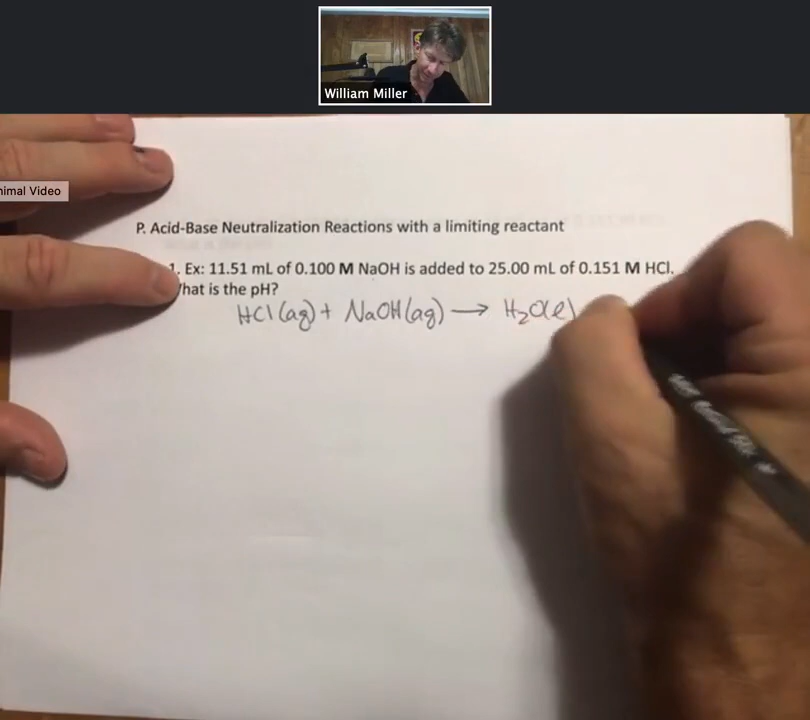 William Miller
nimal Video
P. Acid-Base Neutralization Reactions with a limiting reactant
1. Ex: 11.51 mL of 0.100 M NaOH is added to 25.00 mL of 0.151 M HCl.
hat is the pH?
HCl(aq) + NaOH(aq) → H₂O(l)